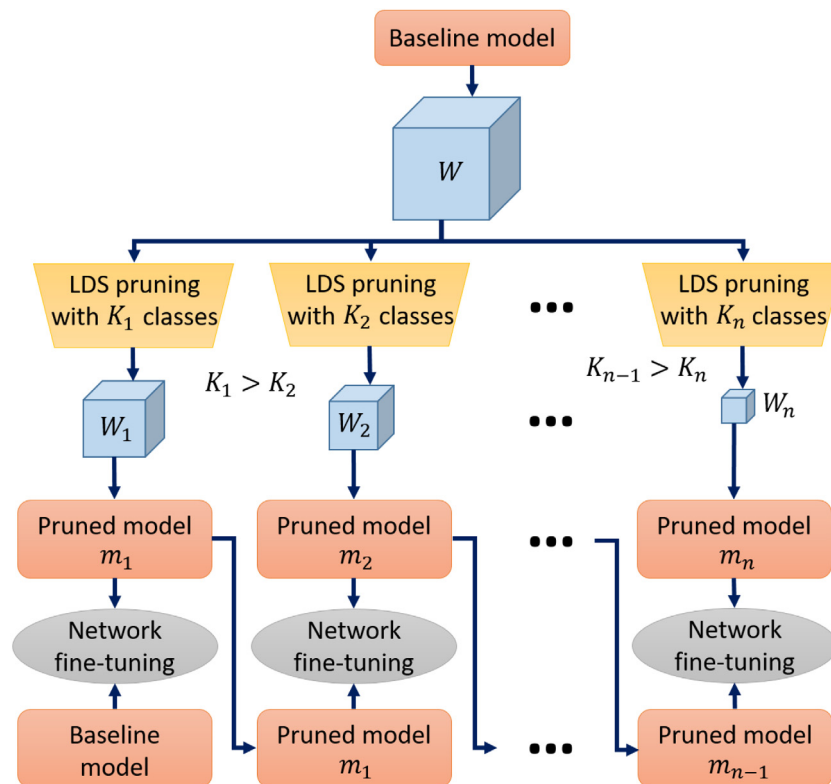 Baseline model
W
LDS pruning
with K₁ classes
LDS pruning
with K₂ classes
LDS pruning
with Kₙ classes
K₁ > K₂
Kₙ₋₁ > Kₙ
W₁
W₂
Wₙ
Pruned model
m₁
Pruned model
m₂
Pruned model
mₙ
Network
fine-tuning
Network
fine-tuning
Network
fine-tuning
Baseline
model
Pruned model
m₁
Pruned model
mₙ₋₁